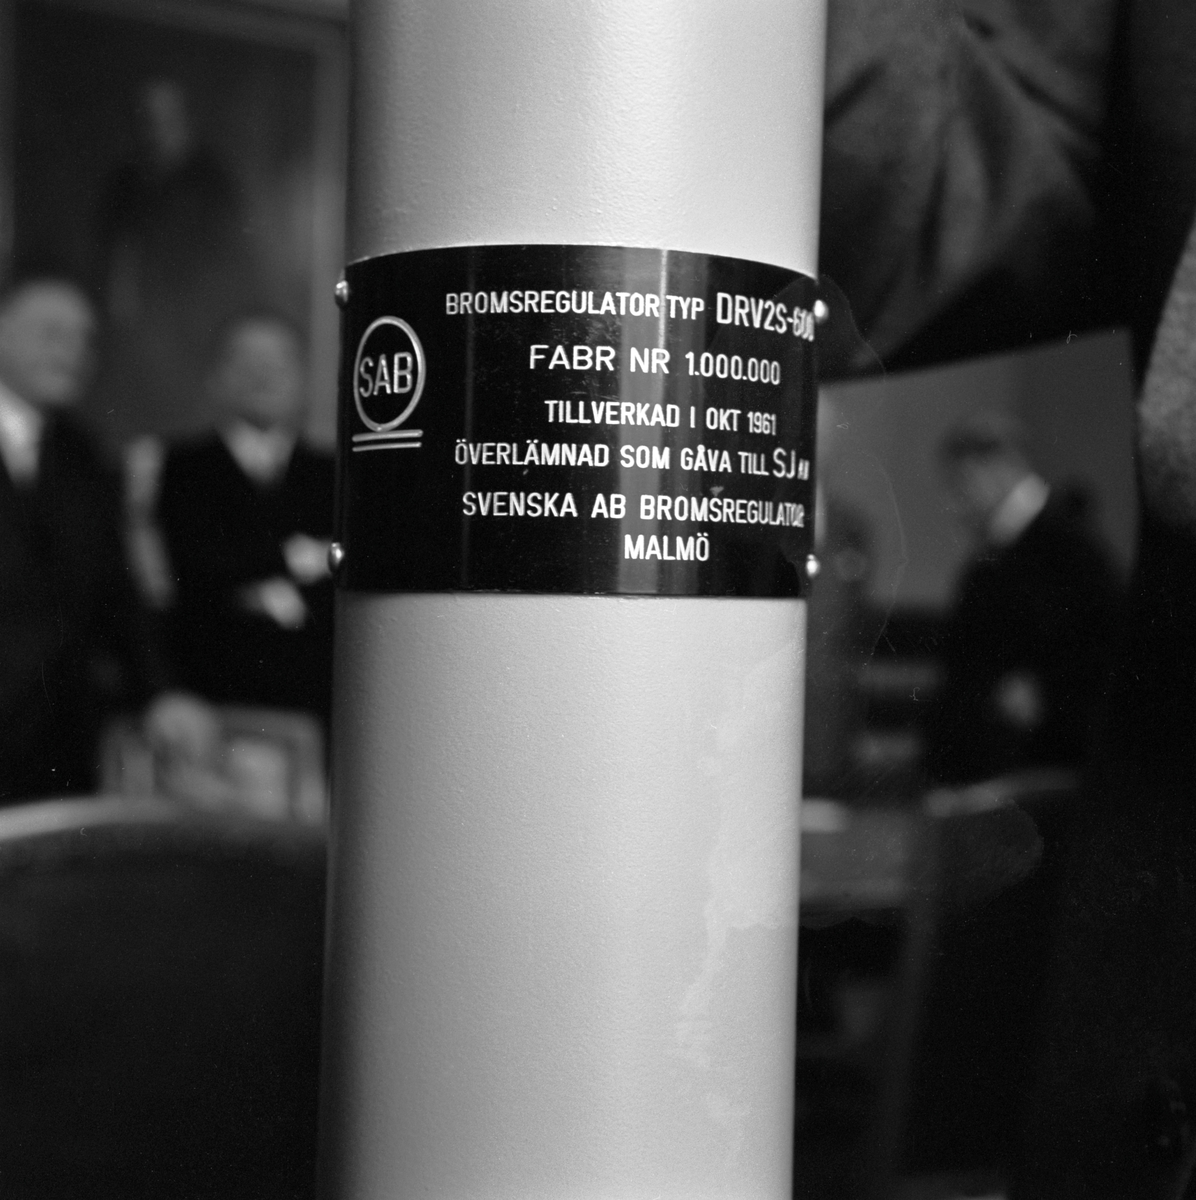 SAB
BROMSREGULATOR TYP DRV2S-600
FABR NR 1.000.000
TILLVERKAD I OKT 1961
ÖVERLÄMNAD SOM GÅVA TILL SJ AV
SVENSKA AB BROMSREGULATOR
MALMÖ